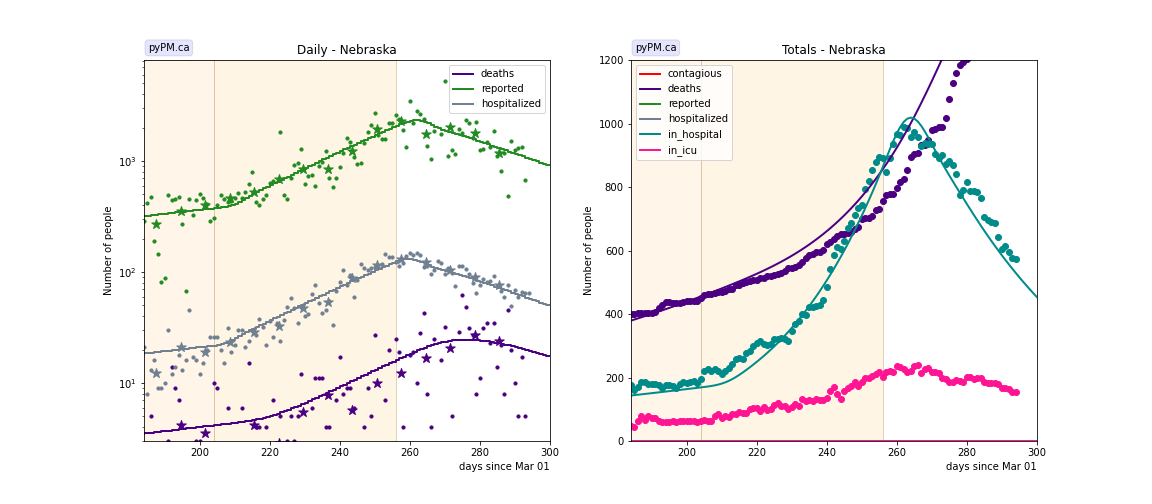 pyPM.ca
Daily - Nebraska
deaths
reported
hospitalized
Number of people
10³
10²
10¹
200
220
240
260
280
300
days since Mar 01
pyPM.ca
Totals - Nebraska
contagious
deaths
reported
hospitalized
in_hospital
in_icu
Number of people
1200
1000
800
600
400
200
0
200
220
240
260
280
300
days since Mar 01